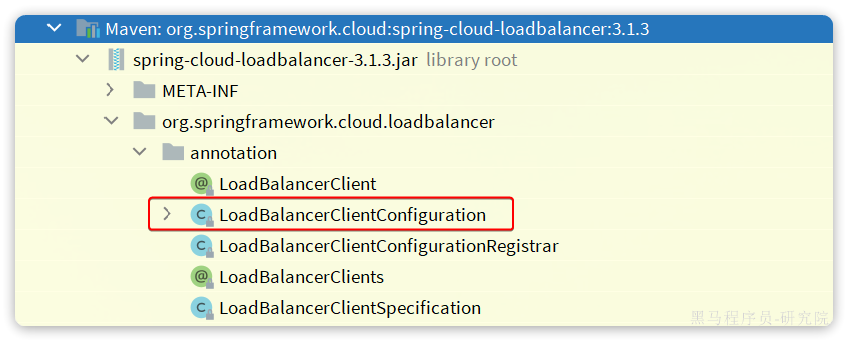 Maven: org.springframework.cloud:spring-cloud-loadbalancer:3.1.3
spring-cloud-loadbalancer-3.1.3.jar library root
META-INF
org.springframework.cloud.loadbalancer
annotation
@ LoadBalancerClient
C LoadBalancerClientConfiguration
C LoadBalancerClientConfigurationRegistrar
@ LoadBalancerClients
C LoadBalancerClientSpecification
黑马程序员-研究院